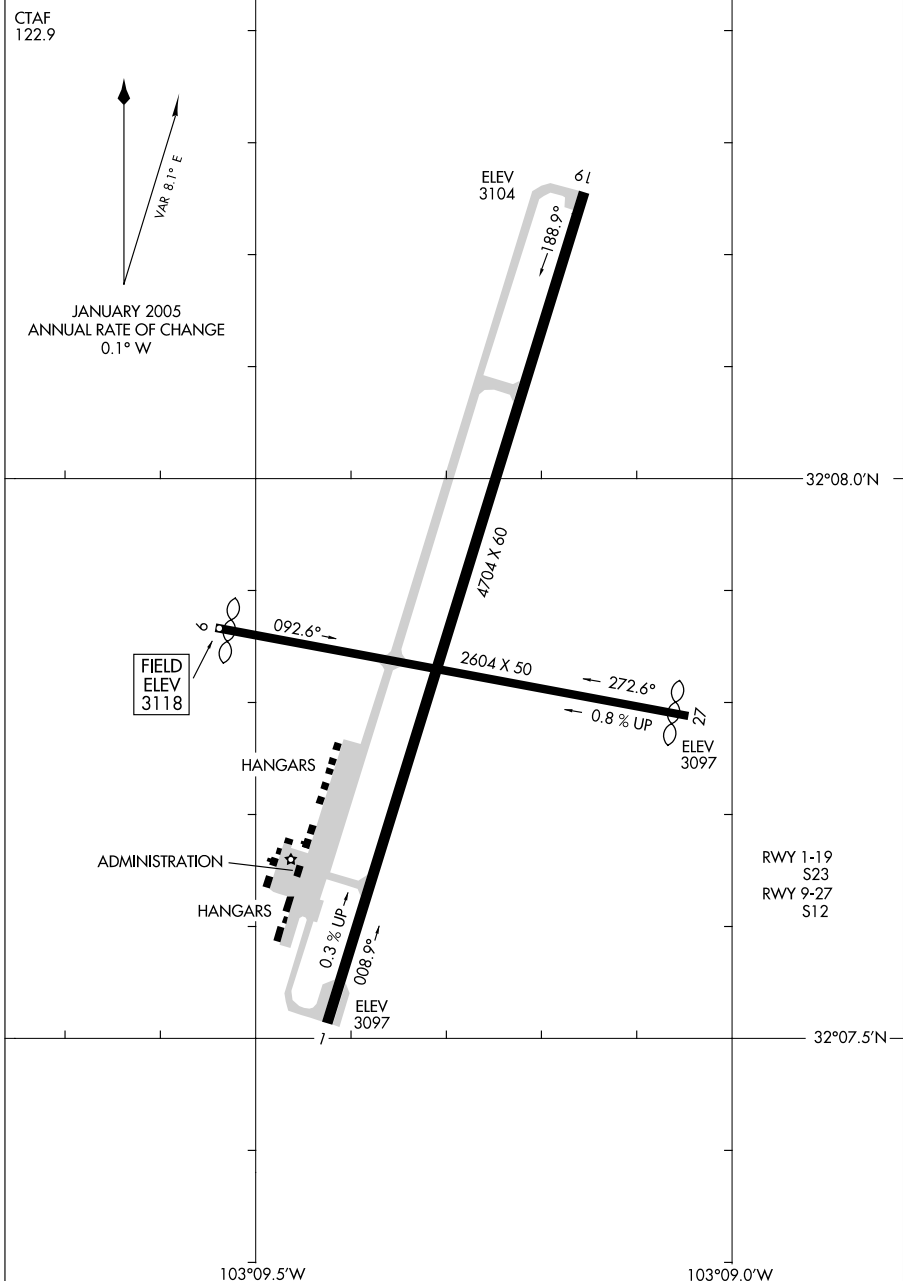 CTAF
122.9
VAR 8.1° E
JANUARY 2005
ANNUAL RATE OF CHANGE
0.1° W
ELEV
3104
19
188.9°
32°08.0'N
4704 X 60
9
092.6°
2604 X 50
272.6°
0.8 % UP
27
FIELD
ELEV
3118
ELEV
3097
HANGARS
ADMINISTRATION
HANGARS
RWY 1-19
S23
RWY 9-27
S12
0.3 % UP
008.9°
ELEV
3097
1
32°07.5'N
103°09.5'W
103°09.0'W